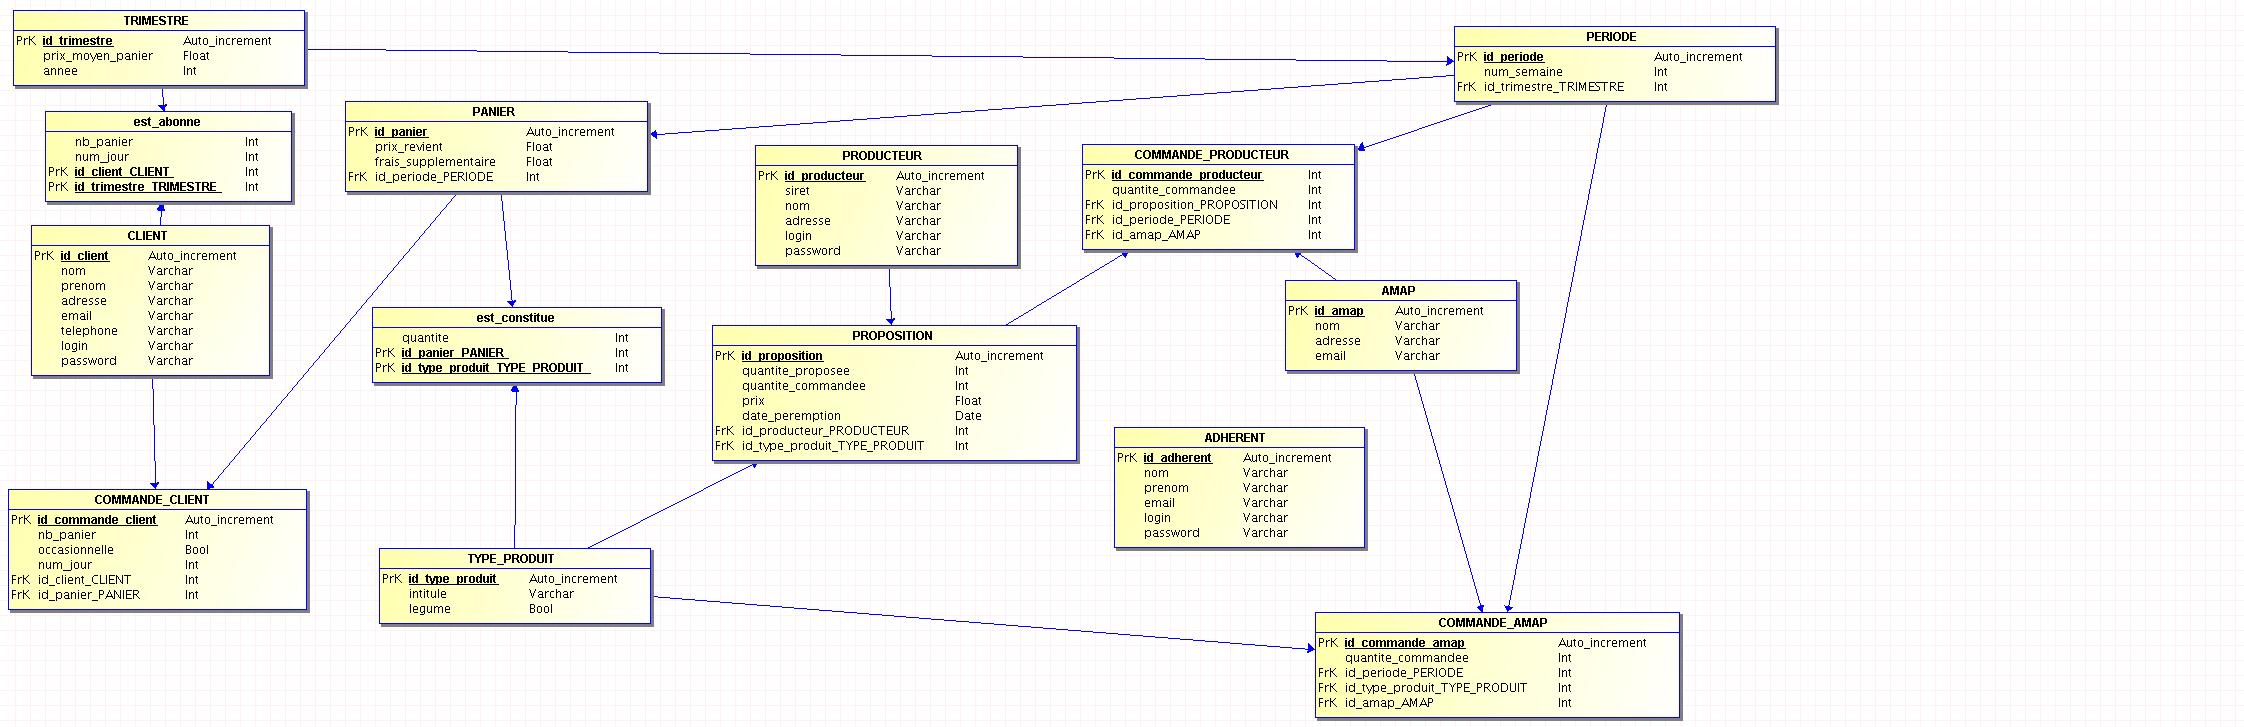 TRIMESTRE
PrK id_trimestre Auto_increment
prix_moyen_panier Float
annee Int
PERIODE
PrK id_periode Auto_increment
num_semaine Int
FrK id_trimestre_TRIMESTRE Int
est_abonne
nb_panier Int
num_jour Int
PrK id_client_CLIENT Int
PrK id_trimestre_TRIMESTRE Int
PANIER
PrK id_panier Auto_increment
prix_revient Float
frais_supplementaire Float
FrK id_periode_PERIODE Int
PRODUCTEUR
PrK id_producteur Auto_increment
siret Varchar
nom Varchar
adresse Varchar
login Varchar
password Varchar
COMMANDE_PRODUCTEUR
PrK id_commande_producteur Int
quantite_commandee Int
FrK id_proposition_PROPOSITION Int
FrK id_periode_PERIODE Int
FrK id_amap_AMAP Int
CLIENT
PrK id_client Auto_increment
nom Varchar
prenom Varchar
adresse Varchar
email Varchar
telephone Varchar
login Varchar
password Varchar
est_constitue
quantite Int
PrK id_panier_PANIER Int
PrK id_type_produit_TYPE_PRODUIT Int
PROPOSITION
PrK id_proposition Auto_increment
quantite_proposee Int
quantite_commandee Int
prix Float
date_peremption Date
FrK id_producteur_PRODUCTEUR Int
FrK id_type_produit_TYPE_PRODUIT Int
AMAP
PrK id_amap Auto_increment
nom Varchar
adresse Varchar
email Varchar
ADHERENT
PrK id_adherent Auto_increment
nom Varchar
prenom Varchar
email Varchar
login Varchar
password Varchar
COMMANDE_CLIENT
PrK id_commande_client Auto_increment
nb_panier Int
occasionnelle Bool
num_jour Int
FrK id_client_CLIENT Int
FrK id_panier_PANIER Int
TYPE_PRODUIT
PrK id_type_produit Auto_increment
intitule Varchar
legume Bool
COMMANDE_AMAP
PrK id_commande_amap Auto_increment
quantite_commandee Int
FrK id_periode_PERIODE Int
FrK id_type_produit_TYPE_PRODUIT Int
FrK id_amap_AMAP Int